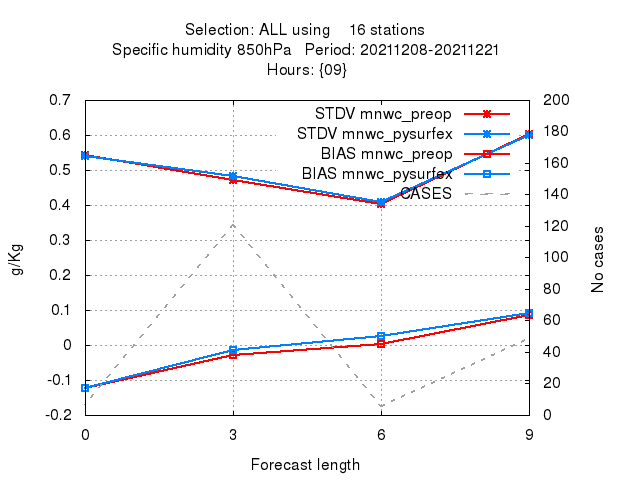 Selection: ALL using    16 stations
Specific humidity 850hPa   Period: 20211208-20211221
Hours: {09}
STDV mnwc_preop
STDV mnwc_pysurfex
BIAS mnwc_preop
BIAS mnwc_pysurfex
CASES
g/Kg
0.7
0.6
0.5
0.4
0.3
0.2
0.1
0
-0.1
-0.2
200
180
160
140
120
100
80
60
40
20
0
No cases
0 3 6 9
Forecast length